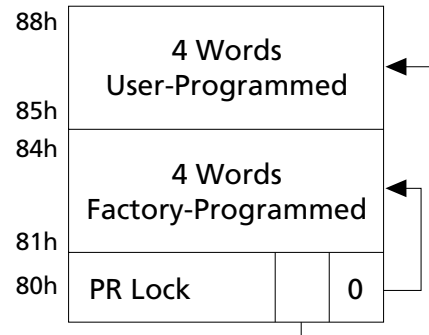 88h
4 Words
User-Programmed
85h
84h
4 Words
Factory-Programmed
81h
80h PR Lock 0